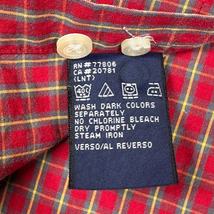 RN#77806
CA#20781
(LNT)
WASH DARK COLORS
SEPARATELY
NO CHLORINE BLEACH
DRY PROMPTLY
STEAM IRON
VERSO/AL REVERSO